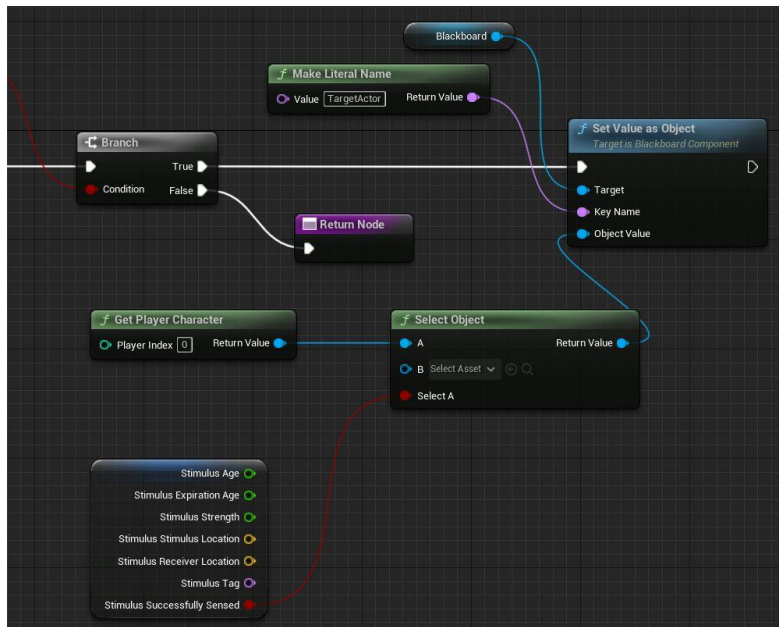 Blackboard
f Make Literal Name
Value TargetActor Return Value
Branch
True
Condition False
f Set Value as Object
Target is Blackboard Component
Target
Key Name
Object Value
Return Node
f Get Player Character
Player Index 0 Return Value
f Select Object
A Return Value
B Select Asset
Select A
Stimulus Age
Stimulus Expiration Age
Stimulus Strength
Stimulus Stimulus Location
Stimulus Receiver Location
Stimulus Tag
Stimulus Successfully Sensed